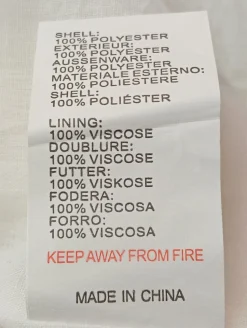 SHELL:
100% POLYESTER
EXTERIEUR:
100% POLYESTER
AUSSENWARE:
100% POLYESTER
MATERIALE ESTERNO:
100% POLIESTERE
SHELL:
100% POLIÉSTER
LINING:
100% VISCOSE
DOUBLURE:
100% VISCOSE
FUTTER:
100% VISKOSE
FODERA:
100% VISCOSA
FORRO:
100% VISCOSA
KEEP AWAY FROM FIRE
MADE IN CHINA